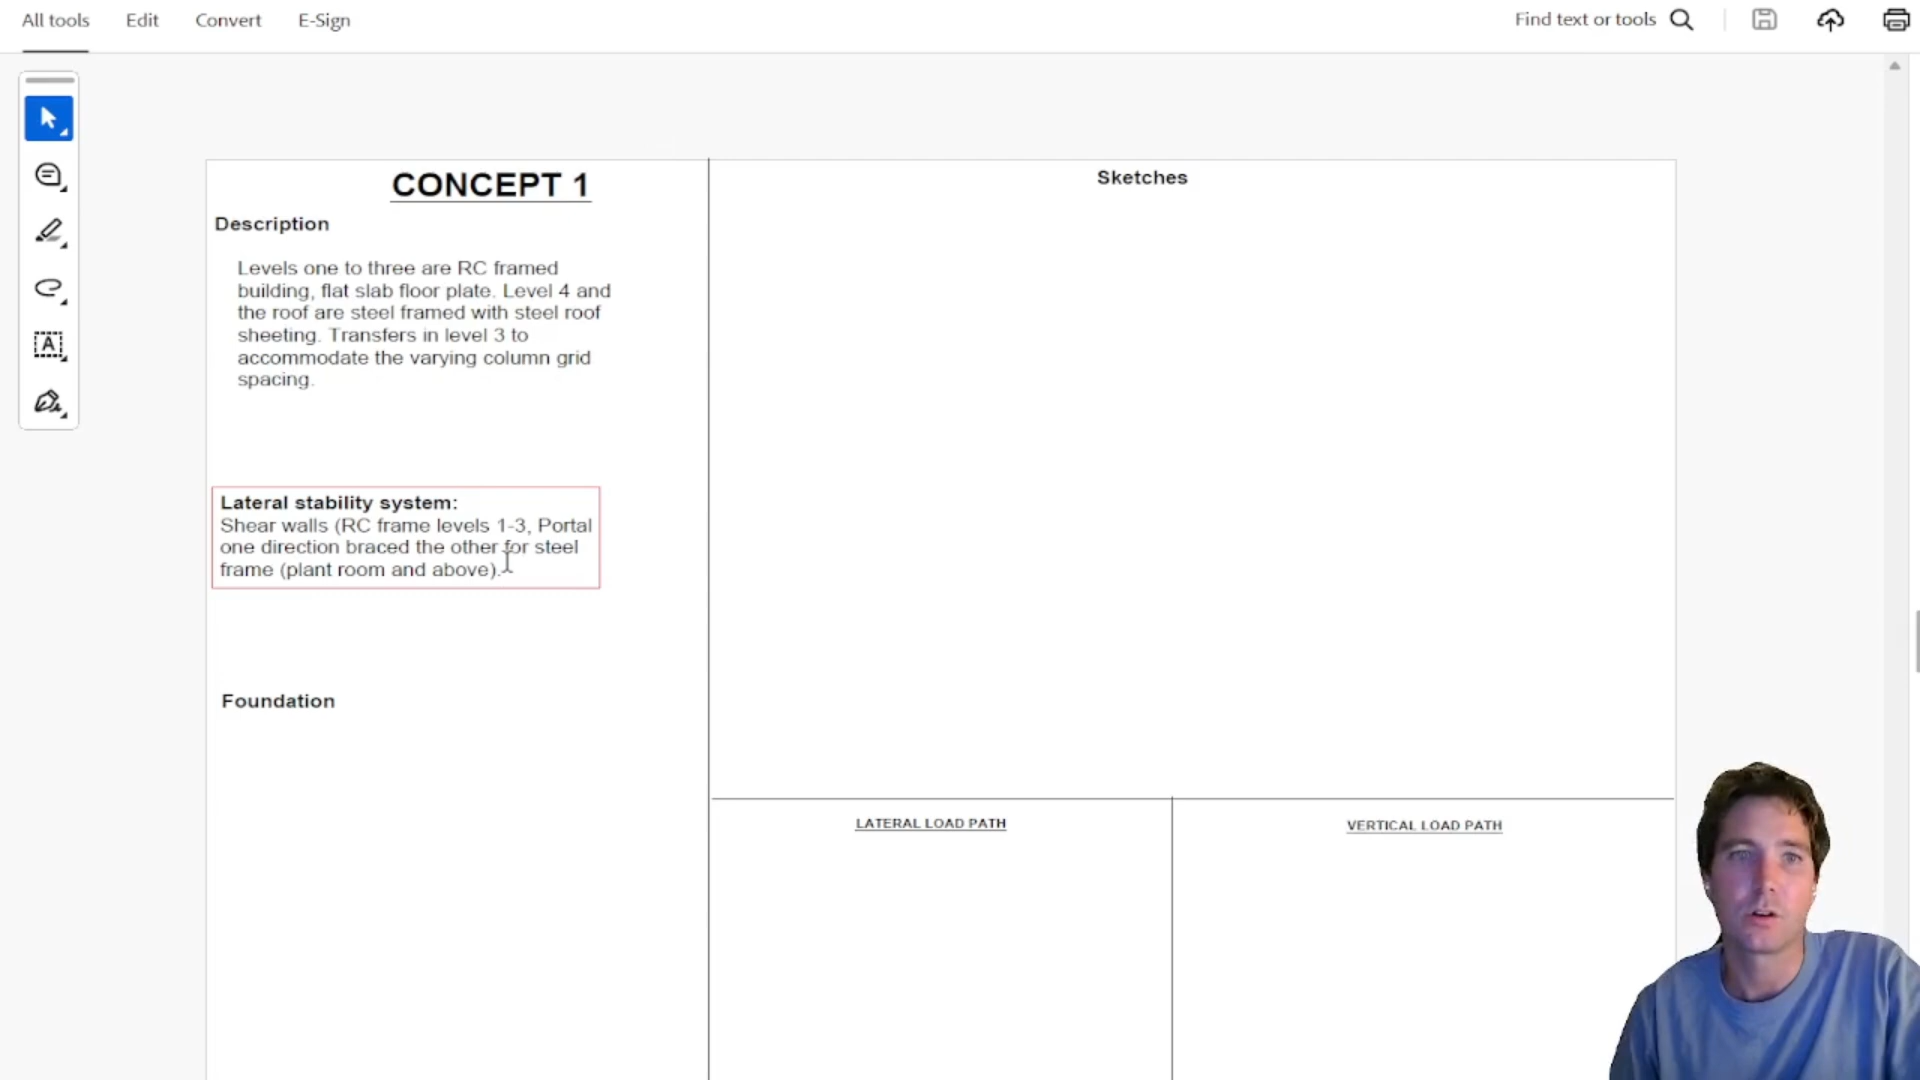 All tools Edit Convert E-Sign Find text or tools
CONCEPT 1
Description
Levels one to three are RC framed
building, flat slab floor plate. Level 4 and
the roof are steel framed with steel roof
sheeting. Transfers in level 3 to
accommodate the varying column grid
spacing.
Lateral stability system:
Shear walls (RC frame levels 1-3, Portal
one direction braced the other for steel
frame (plant room and above).
Foundation
Sketches
LATERAL LOAD PATH
VERTICAL LOAD PATH